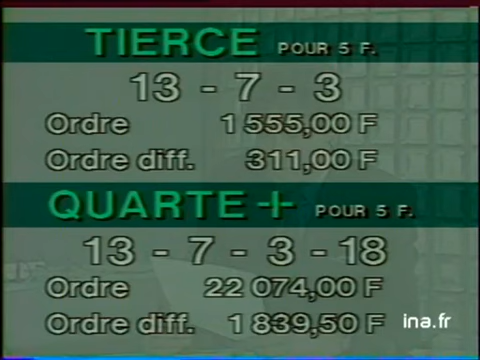 TIERCE POUR 5 F.
13 - 7 - 3
Ordre 1 555,00 F
Ordre diff. 311,00 F
QUARTE + POUR 5 F.
13 - 7 - 3 - 18
Ordre 22 074,00 F
Ordre diff. 1 839,50 F
ina.fr